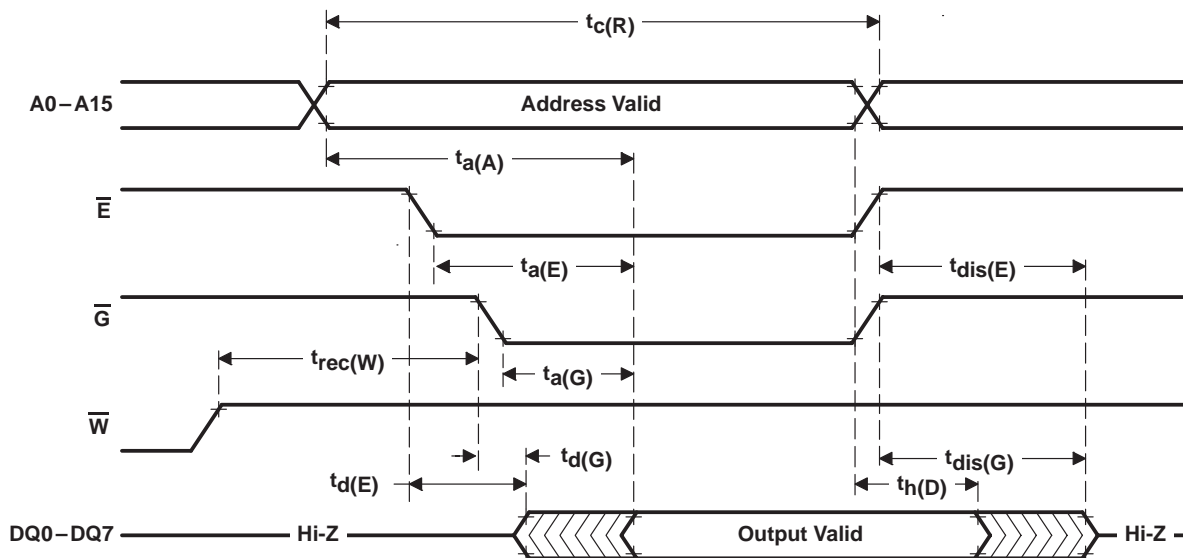 tc(R)
A0–A15
Address Valid
ta(A)
E̅
ta(E)
tdis(E)
G̅
trec(W)
ta(G)
W̅
td(G)
tdis(G)
td(E)
th(D)
DQ0–DQ7
Hi-Z
Output Valid
Hi-Z